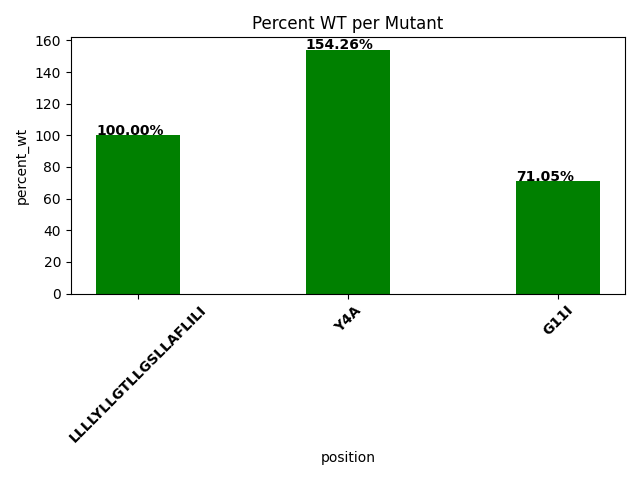 Percent WT per Mutant
percent_wt
160
140
120
100
80
60
40
20
0
100.00%
154.26%
71.05%
LLLLYLLGTLLGSLLAFLILI
Y4A
G11I
position